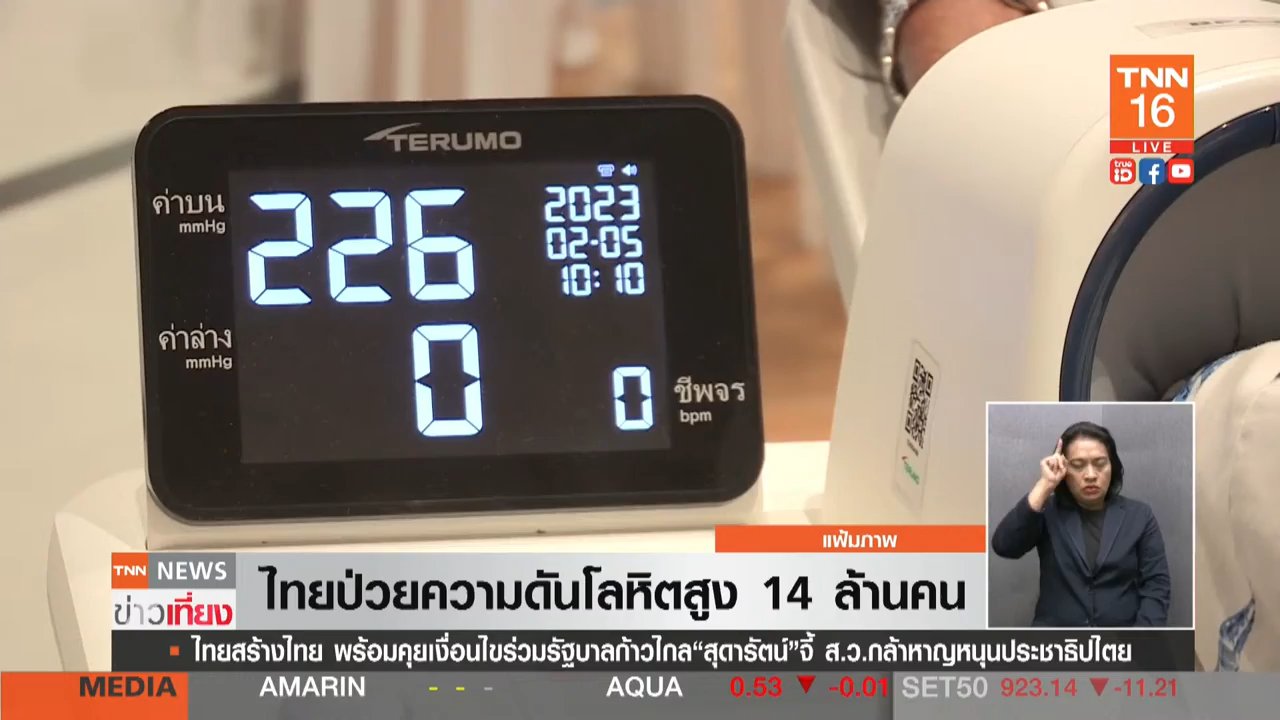 TERUMO
ค่าบน
mmHg
226
2023
02-05
10:10
ค่าล่าง
mmHg
0
0
ชีพจร
bpm
TNN
16
LIVE
true
iD
f
TERUMO
แฟ้มภาพ
TNN NEWS
ข่าวเที่ยง
ไทยป่วยความดันโลหิตสูง 14 ล้านคน
ไทยสร้างไทย พร้อมคุยเงื่อนไขร่วมรัฐบาลก้าวไกล“สุดารัตน์”จี้ ส.ว.กล้าหาญหนุนประชาธิปไตย
MEDIA AMARIN - - - AQUA 0.53 ▼ -0.01 SET50 923.14 ▼-11.21